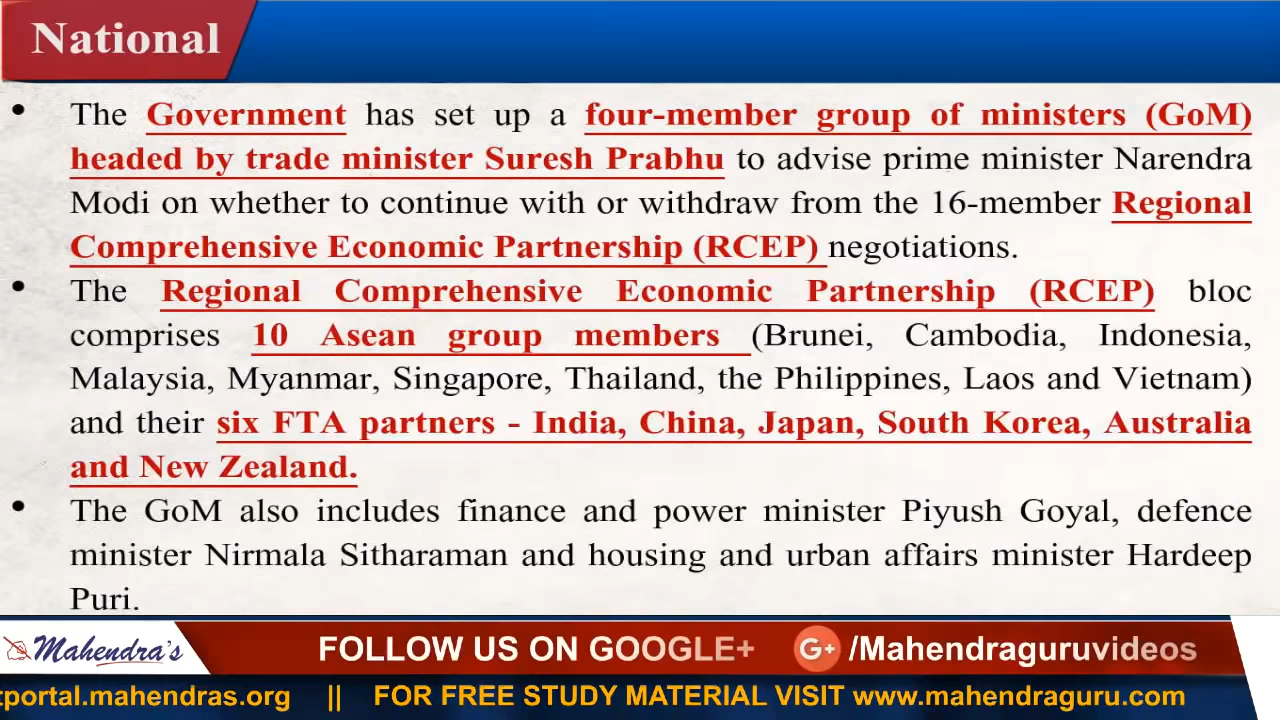 National
• The Government has set up a four-member group of ministers (GoM)
headed by trade minister Suresh Prabhu to advise prime minister Narendra
Modi on whether to continue with or withdraw from the 16-member Regional
Comprehensive Economic Partnership (RCEP) negotiations.
• The Regional Comprehensive Economic Partnership (RCEP) bloc
comprises 10 Asean group members (Brunei, Cambodia, Indonesia,
Malaysia, Myanmar, Singapore, Thailand, the Philippines, Laos and Vietnam)
and their six FTA partners - India, China, Japan, South Korea, Australia
and New Zealand.
• The GoM also includes finance and power minister Piyush Goyal, defence
minister Nirmala Sitharaman and housing and urban affairs minister Hardeep
Puri.
Mahendra's FOLLOW US ON GOOGLE+ G+ /Mahendraguruvideos
tportal.mahendras.org || FOR FREE STUDY MATERIAL VISIT www.mahendraguru.com